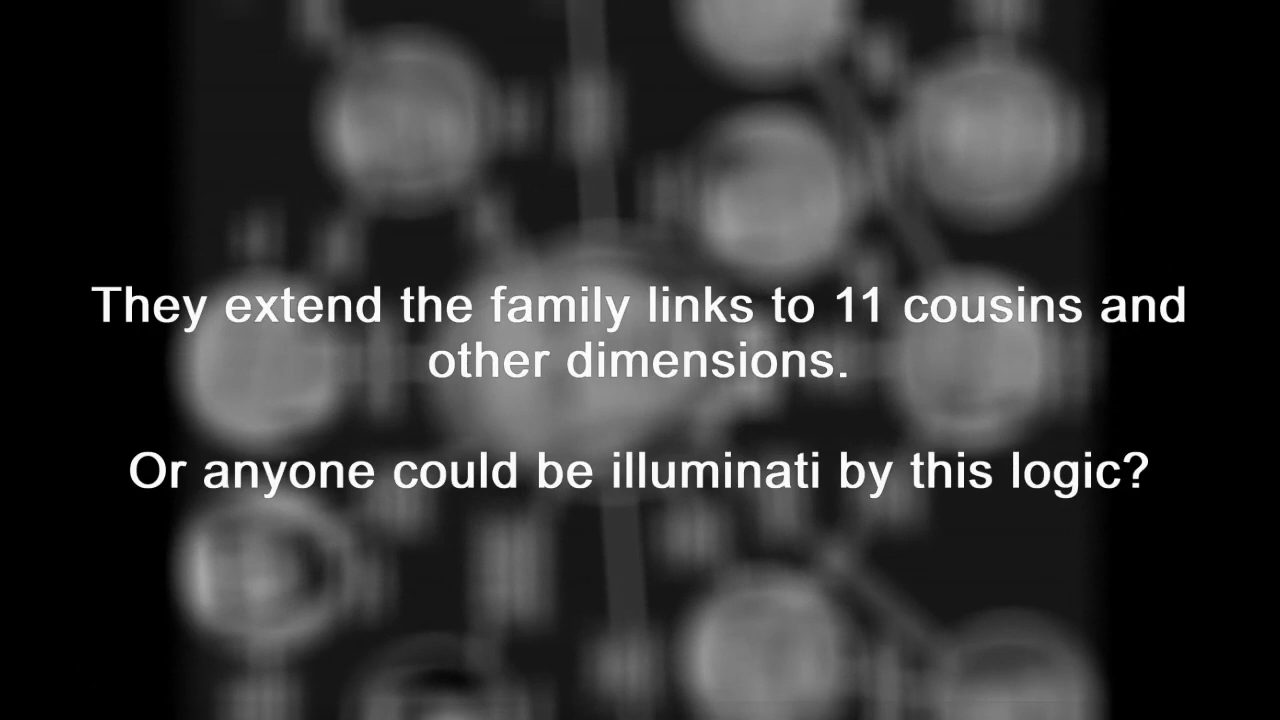 They extend the family links to 11 cousins and
other dimensions.
Or anyone could be illuminati by this logic?